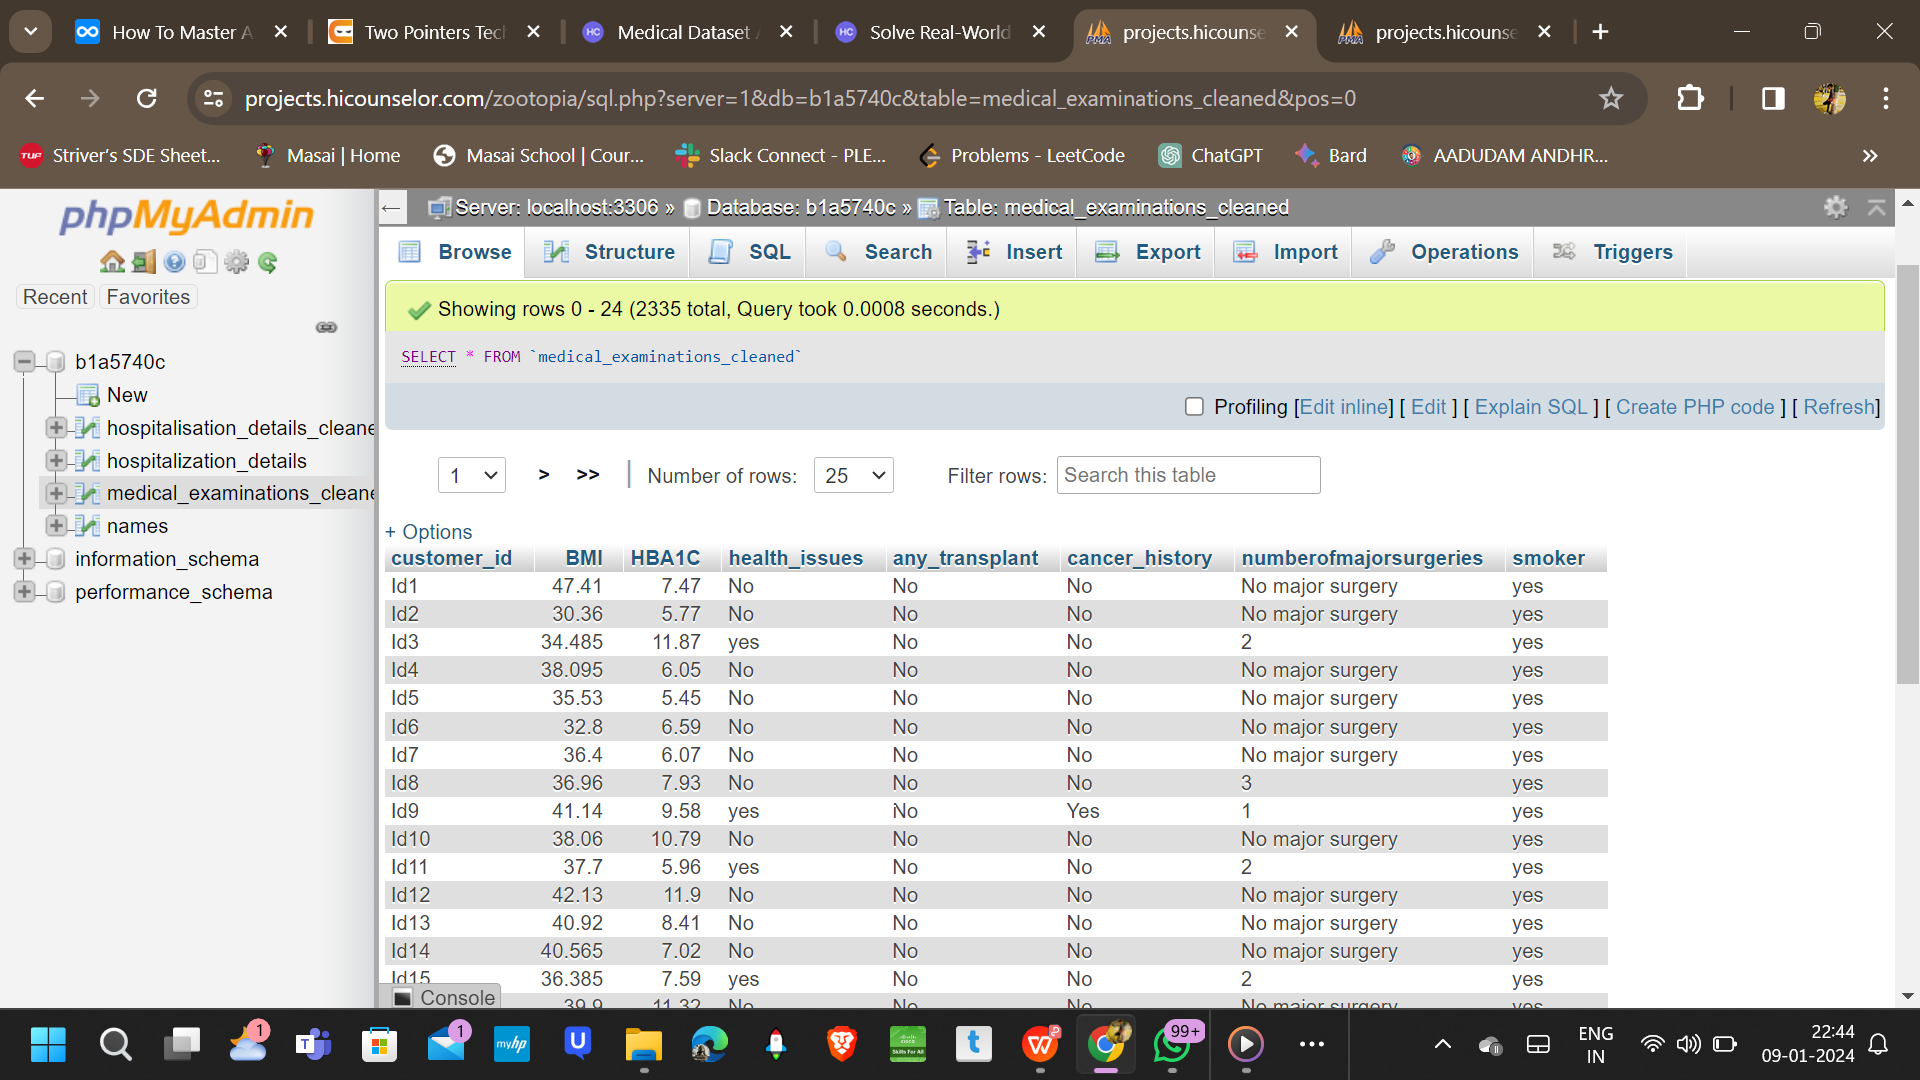 How To Master A
Two Pointers Tec
Medical Dataset
Solve Real-World
projects.hicounse
projects.hicounse
projects.hicounselor.com/zootopia/sql.php?server=1&db=b1a5740c&table=medical_examinations_cleaned&pos=0
TUF Striver's SDE Sheet...
Masai | Home
Masai School | Cour...
Slack Connect - PLE...
Problems - LeetCode
ChatGPT
Bard
AADUDAM ANDHR...
phpMyAdmin
Recent Favorites
b1a5740c
New
hospitalisation_details_cleane
hospitalization_details
medical_examinations_cleane
names
information_schema
performance_schema
Server: localhost:3306 » Database: b1a5740c » Table: medical_examinations_cleaned
Browse Structure SQL Search Insert Export Import Operations Triggers
Showing rows 0 - 24 (2335 total, Query took 0.0008 seconds.)
SELECT * FROM `medical_examinations_cleaned`
Profiling [Edit inline] [ Edit ] [ Explain SQL ] [ Create PHP code ] [ Refresh]
1 > >> | Number of rows: 25 Filter rows: Search this table
+ Options
customer_id BMI HBA1C health_issues any_transplant cancer_history numberofmajorsurgeries smoker
Id1 47.41 7.47 No No No No major surgery yes
Id2 30.36 5.77 No No No No major surgery yes
Id3 34.485 11.87 yes No No 2 yes
Id4 38.095 6.05 No No No No major surgery yes
Id5 35.53 5.45 No No No No major surgery yes
Id6 32.8 6.59 No No No No major surgery yes
Id7 36.4 6.07 No No No No major surgery yes
Id8 36.96 7.93 No No No 3 yes
Id9 41.14 9.58 yes No Yes 1 yes
Id10 38.06 10.79 No No No No major surgery yes
Id11 37.7 5.96 yes No No 2 yes
Id12 42.13 11.9 No No No No major surgery yes
Id13 40.92 8.41 No No No No major surgery yes
Id14 40.565 7.02 No No No No major surgery yes
Id15 36.385 7.59 yes No No 2 yes
39.9 11.32 No No No No major surgery yes
Console
1
1
myhp
99+
ENG
IN
22:44
09-01-2024